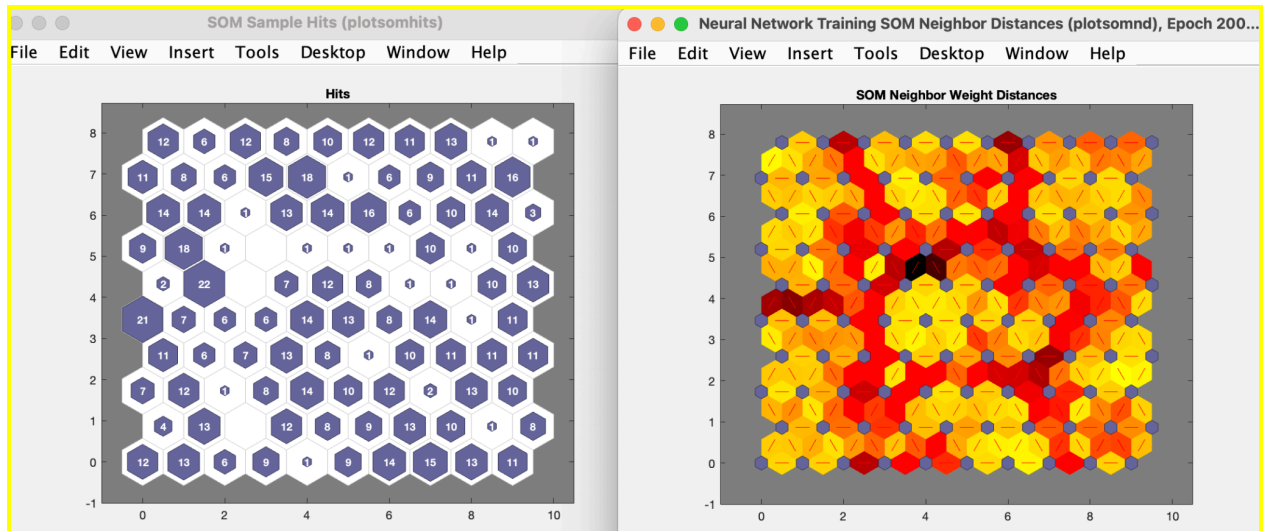 SOM Sample Hits (plotsomhits)
File Edit View Insert Tools Desktop Window Help
Hits
8
7
6
5
4
3
2
1
0
-1
12 6 12 8 10 12 11 13 1 1
11 8 6 15 18 1 6 9 11 16
14 14 1 13 14 16 6 10 14 3
9 18 1 1 1 1 10 1 10
2 22 7 12 8 1 1 10 13
21 7 6 6 14 13 8 14 1 11
11 6 7 13 8 1 10 11 11 11
7 12 1 8 14 10 12 2 13 10
4 13 12 8 9 13 10 1 8
12 13 6 9 1 9 14 15 13 11
0 2 4 6 8 10
Neural Network Training SOM Neighbor Distances (plotsomnd), Epoch 200...
File Edit View Insert Tools Desktop Window Help
SOM Neighbor Weight Distances
8
7
6
5
4
3
2
1
0
-1
0 2 4 6 8 10